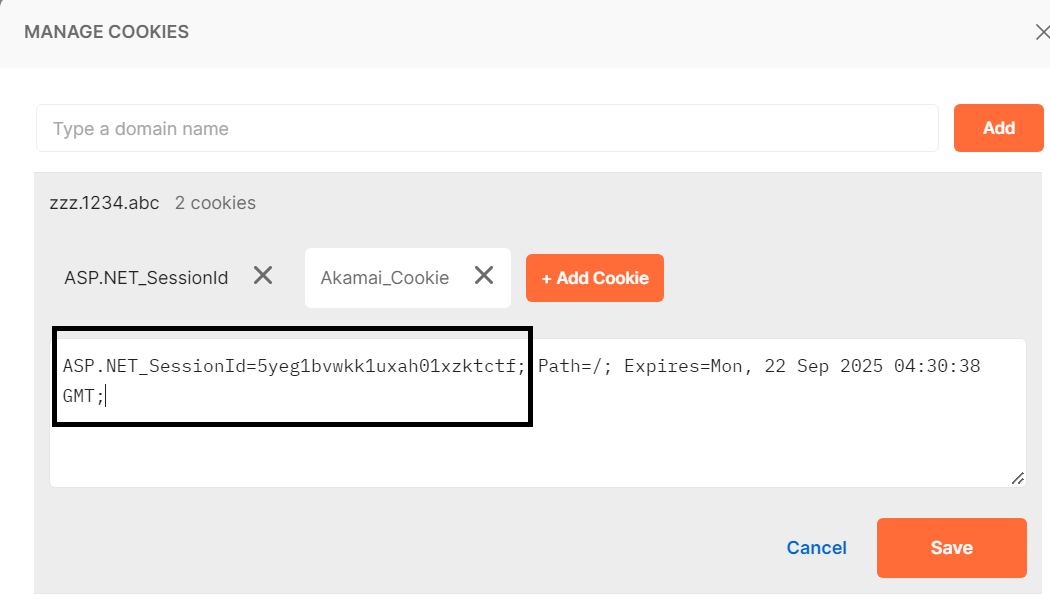 MANAGE COOKIES
Type a domain name
Add
zzz.1234.abc 2 cookies
ASP.NET_SessionId
Akamai_Cookie
+ Add Cookie
ASP.NET_SessionId=5yeg1bvwkk1uxah01xzktctf; Path=/; Expires=Mon, 22 Sep 2025 04:30:38
GMT;
Cancel
Save